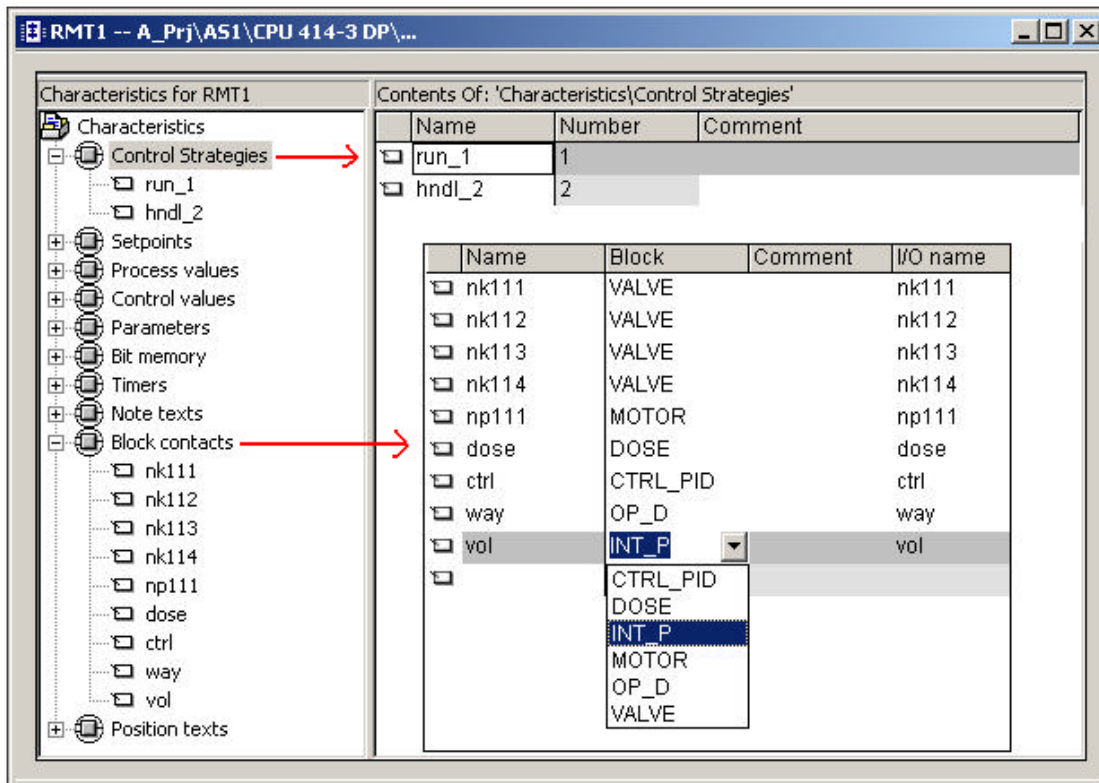 RMT1 -- A_Prj\AS1\CPU 414-3 DP\...
Characteristics for RMT1
Characteristics
Control Strategies
run_1
hndl_2
Setpoints
Process values
Control values
Parameters
Bit memory
Timers
Note texts
Block contacts
nk111
nk112
nk113
nk114
np111
dose
ctrl
way
vol
Position texts
Contents Of: 'Characteristics\Control Strategies'
Name Number Comment
run_1 1
hndl_2 2
Name Block Comment I/O name
nk111 VALVE nk111
nk112 VALVE nk112
nk113 VALVE nk113
nk114 VALVE nk114
np111 MOTOR np111
dose DOSE dose
ctrl CTRL_PID ctrl
way OP_D way
vol INT_P vol
CTRL_PID
DOSE
INT_P
MOTOR
OP_D
VALVE